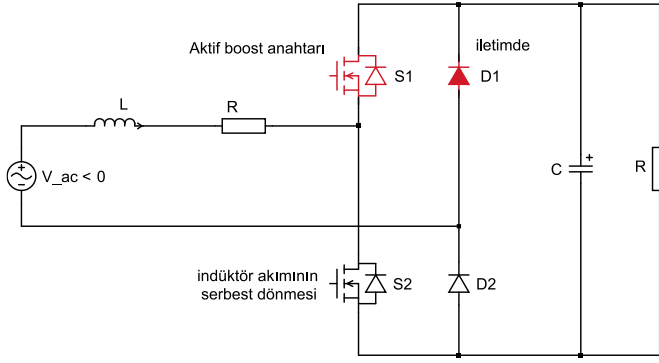 Aktif boost anahtarı
iletimde
S1
D1
L
R
V_ac < 0
C
+
R
indüktör akımının
serbest dönmesi
S2
D2